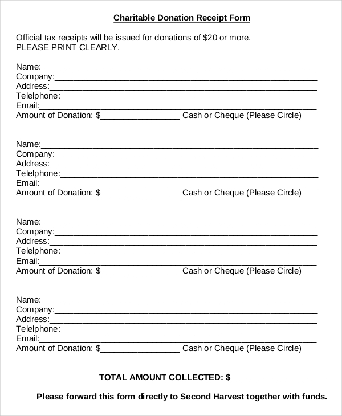 Charitable Donation Receipt Form
Official tax receipts will be issued for donations of $20 or more.
PLEASE PRINT CLEARLY.
Name:
Company:
Address:
Telelphone:
Email:
Amount of Donation: $ Cash or Cheque (Please Circle)
Name:
Company:
Address:
Telelphone:
Email:
Amount of Donation: $ Cash or Cheque (Please Circle)
Name:
Company:
Address:
Telelphone:
Email:
Amount of Donation: $ Cash or Cheque (Please Circle)
Name:
Company:
Address:
Telelphone:
Email:
Amount of Donation: $ Cash or Cheque (Please Circle)
TOTAL AMOUNT COLLECTED: $
Please forward this form directly to Second Harvest together with funds.